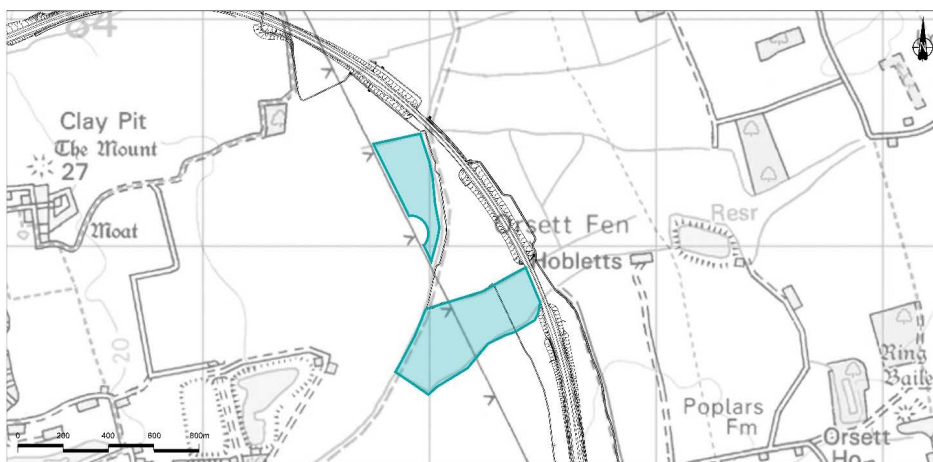 84
N
Clay Pit
The Mount
27
Moat
Orsett Fen
Resr
Hobletts
20
Ring
Baile
Poplars
Fm
Orsett
Ho
0 200 400 600 800m